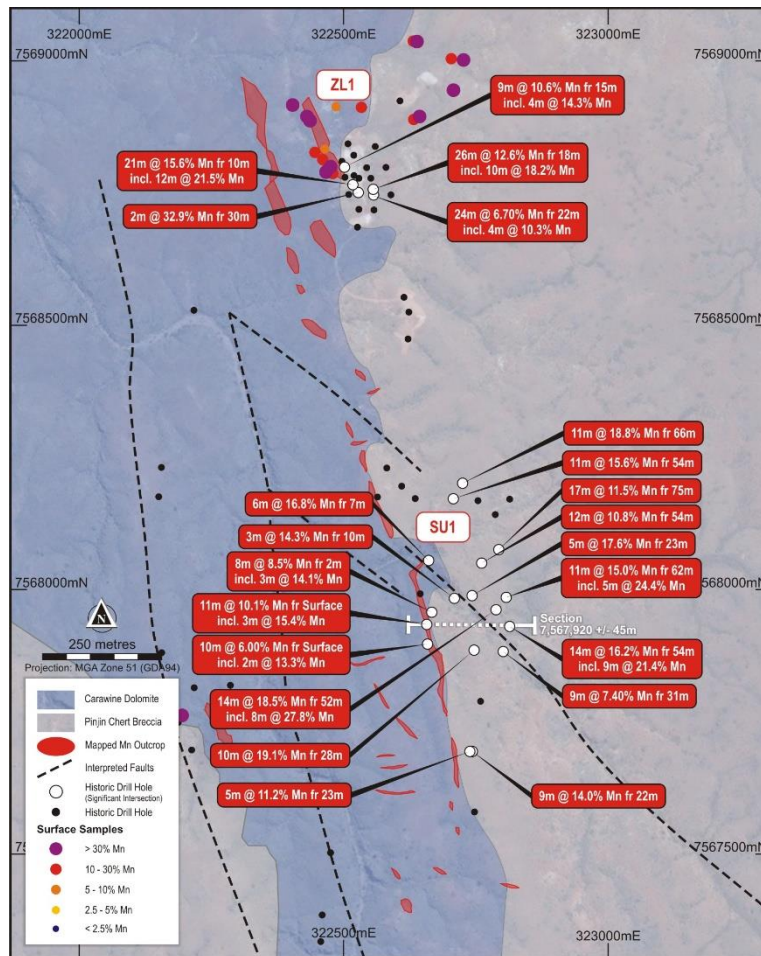 322000mE
322500mE
323000mE
7569000mN
7569000mN
ZL1
9m @ 10.6% Mn fr 15m
incl. 4m @ 14.3% Mn
21m @ 15.6% Mn fr 10m
incl. 12m @ 21.5% Mn
26m @ 12.6% Mn fr 18m
incl. 10m @ 18.2% Mn
2m @ 32.9% Mn fr 30m
24m @ 6.70% Mn fr 22m
incl. 4m @ 10.3% Mn
7568500mN
7568500mN
11m @ 18.8% Mn fr 66m
11m @ 15.6% Mn fr 54m
6m @ 16.8% Mn fr 7m
SU1
17m @ 11.5% Mn fr 75m
3m @ 14.3% Mn fr 10m
12m @ 10.8% Mn fr 54m
8m @ 8.5% Mn fr 2m
incl. 3m @ 14.1% Mn
5m @ 17.6% Mn fr 23m
7568000mN
7568000mN
11m @ 15.0% Mn fr 62m
incl. 5m @ 24.4% Mn
11m @ 10.1% Mn fr Surface
incl. 3m @ 15.4% Mn
Section
7,567,920 +/- 45m
N
250 metres
Projection: MGA Zone 51 (GDA94)
10m @ 6.00% Mn fr Surface
incl. 2m @ 13.3% Mn
14m @ 16.2% Mn fr 54m
incl. 9m @ 21.4% Mn
14m @ 18.5% Mn fr 52m
incl. 8m @ 27.8% Mn
9m @ 7.40% Mn fr 31m
10m @ 19.1% Mn fr 28m
5m @ 11.2% Mn fr 23m
9m @ 14.0% Mn fr 22m
Carawine Dolomite
Pinjin Chert Breccia
Mapped Mn Outcrop
Interpreted Faults
Historic Drill Hole
(Significant Intersection)
Historic Drill Hole
Surface Samples
> 30% Mn
10 - 30% Mn
5 - 10% Mn
2.5 - 5% Mn
< 2.5% Mn
7567500mN
322500mE
323000mE